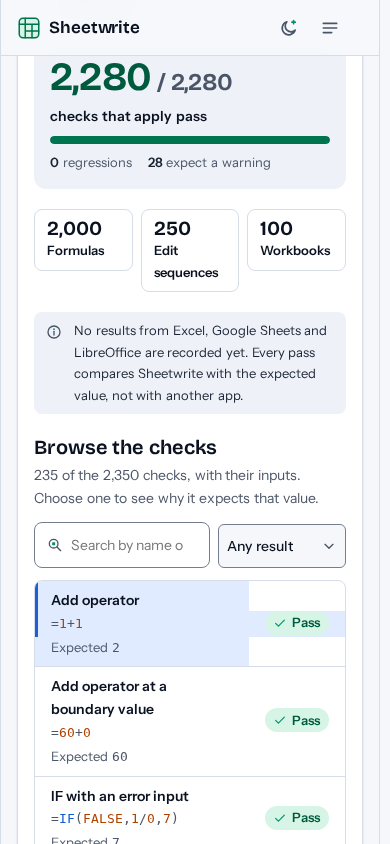 Sheetwrite
2,280 / 2,280
checks that apply pass
0 regressions 28 expect a warning
2,000
Formulas
250
Edit
sequences
100
Workbooks
No results from Excel, Google Sheets and
LibreOffice are recorded yet. Every pass
compares Sheetwrite with the expected
value, not with another app.
Browse the checks
235 of the 2,350 checks, with their inputs.
Choose one to see why it expects that value.
Search by name o
Any result
Add operator
=1+1
Expected 2
Pass
Add operator at a
boundary value
=60+0
Expected 60
Pass
IF with an error input
=IF(FALSE,1/0,7)
Expected 7
Pass